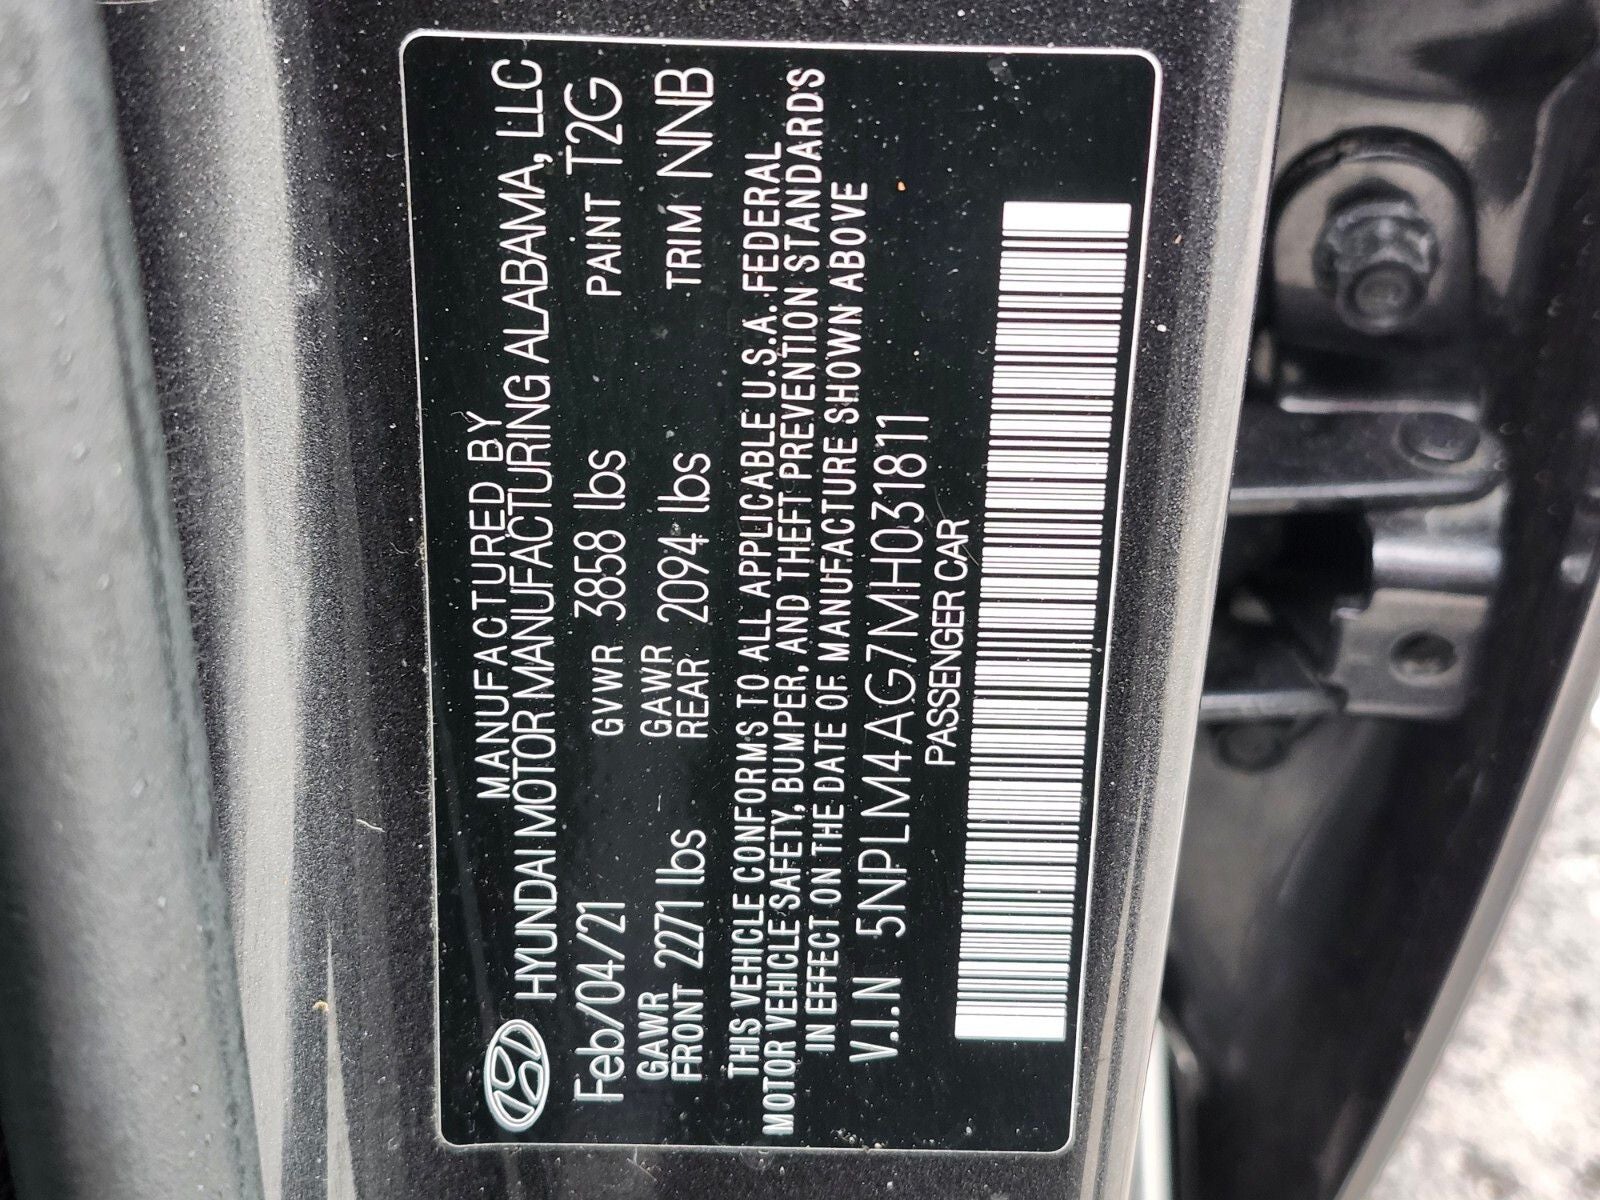 MANUFACTURED BY
HYUNDAI MOTOR MANUFACTURING ALABAMA, LLC
Feb/04/21 GVWR 3858 lbs PAINT T2G
GAWR FRONT 2271 lbs GAWR REAR 2094 lbs TRIM NNB
THIS VEHICLE CONFORMS TO ALL APPLICABLE U.S.A. FEDERAL
MOTOR VEHICLE SAFETY, BUMPER, AND THEFT PREVENTION STANDARDS
IN EFFECT ON THE DATE OF MANUFACTURE SHOWN ABOVE
V.I.N 5NPLM4AG7MH031811
PASSENGER CAR